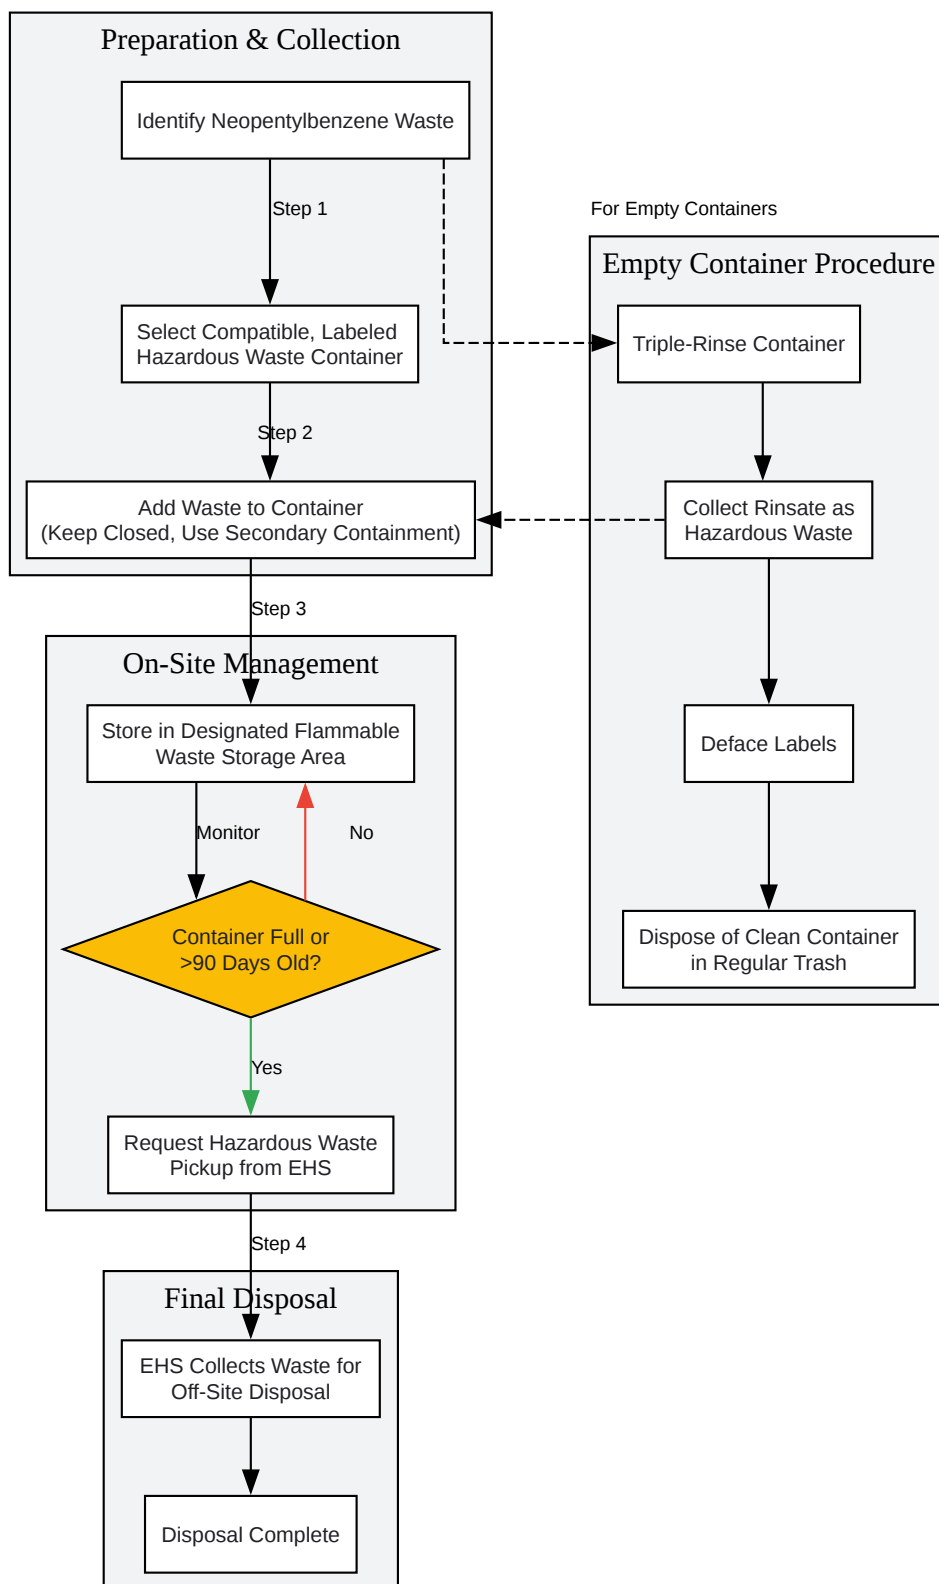 Preparation & Collection
Identify Neopentylbenzene Waste
Step 1
For Empty Containers
Empty Container Procedure
Select Compatible, Labeled
Hazardous Waste Container
Triple-Rinse Container
Step 2
Add Waste to Container
(Keep Closed, Use Secondary Containment)
Collect Rinsate as
Hazardous Waste
Step 3
On-Site Management
Store in Designated Flammable
Waste Storage Area
Deface Labels
Monitor
No
Container Full or
>90 Days Old?
Dispose of Clean Container
in Regular Trash
Yes
Request Hazardous Waste
Pickup from EHS
Step 4
Final Disposal
EHS Collects Waste for
Off-Site Disposal
Disposal Complete